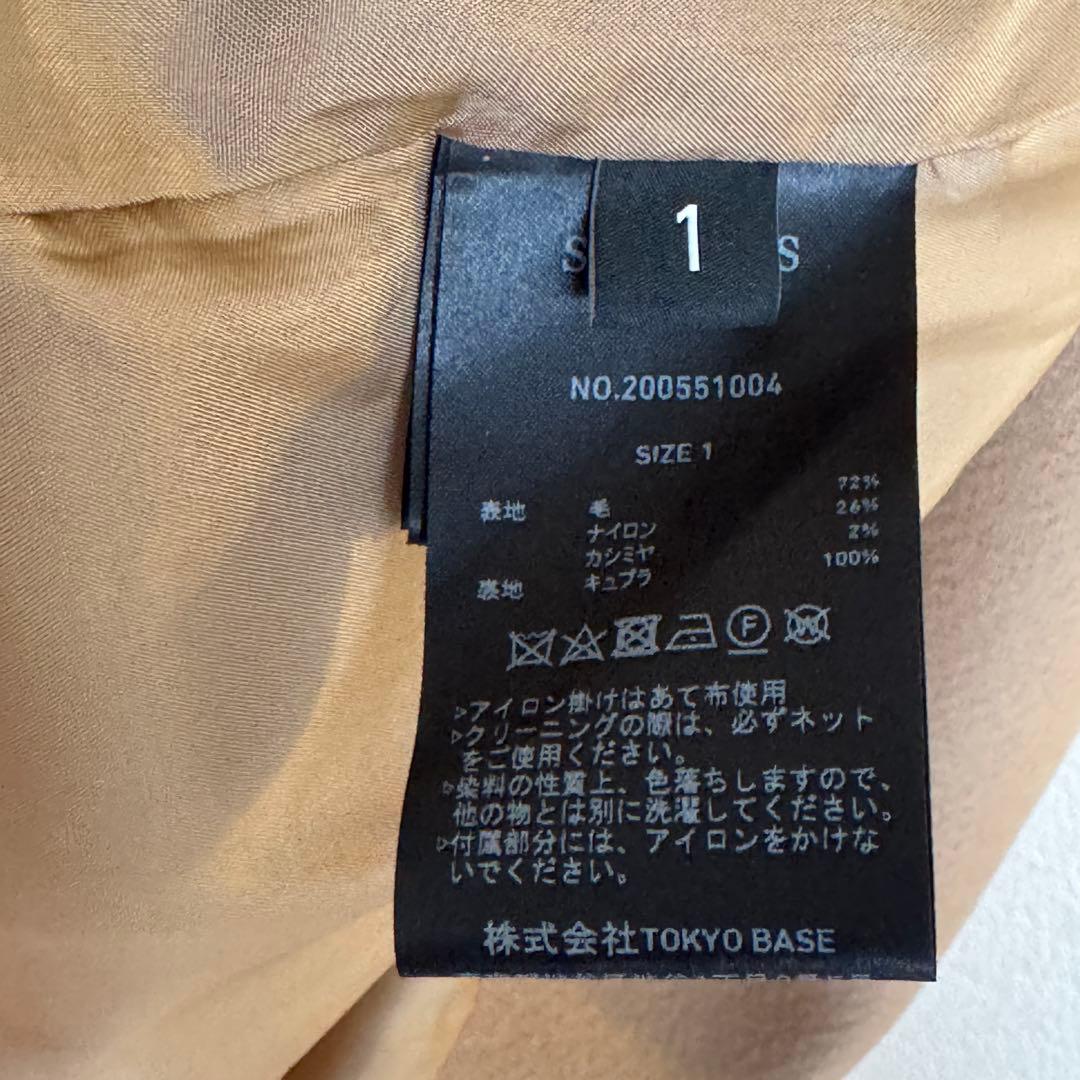 1
S S
NO.200551004
SIZE 1
表地 毛 72%
ナイロン 26%
カシミヤ 2%
裏地 キュプラ 100%
F W
▷アイロン掛けはあて布使用
▷クリーニングの際は、必ずネット
をご使用ください。
▷染料の性質上、色落ちしますので、
他の物とは別に洗濯してください。
▷付属部分には、アイロンをかけな
いでください。
株式会社TOKYO BASE